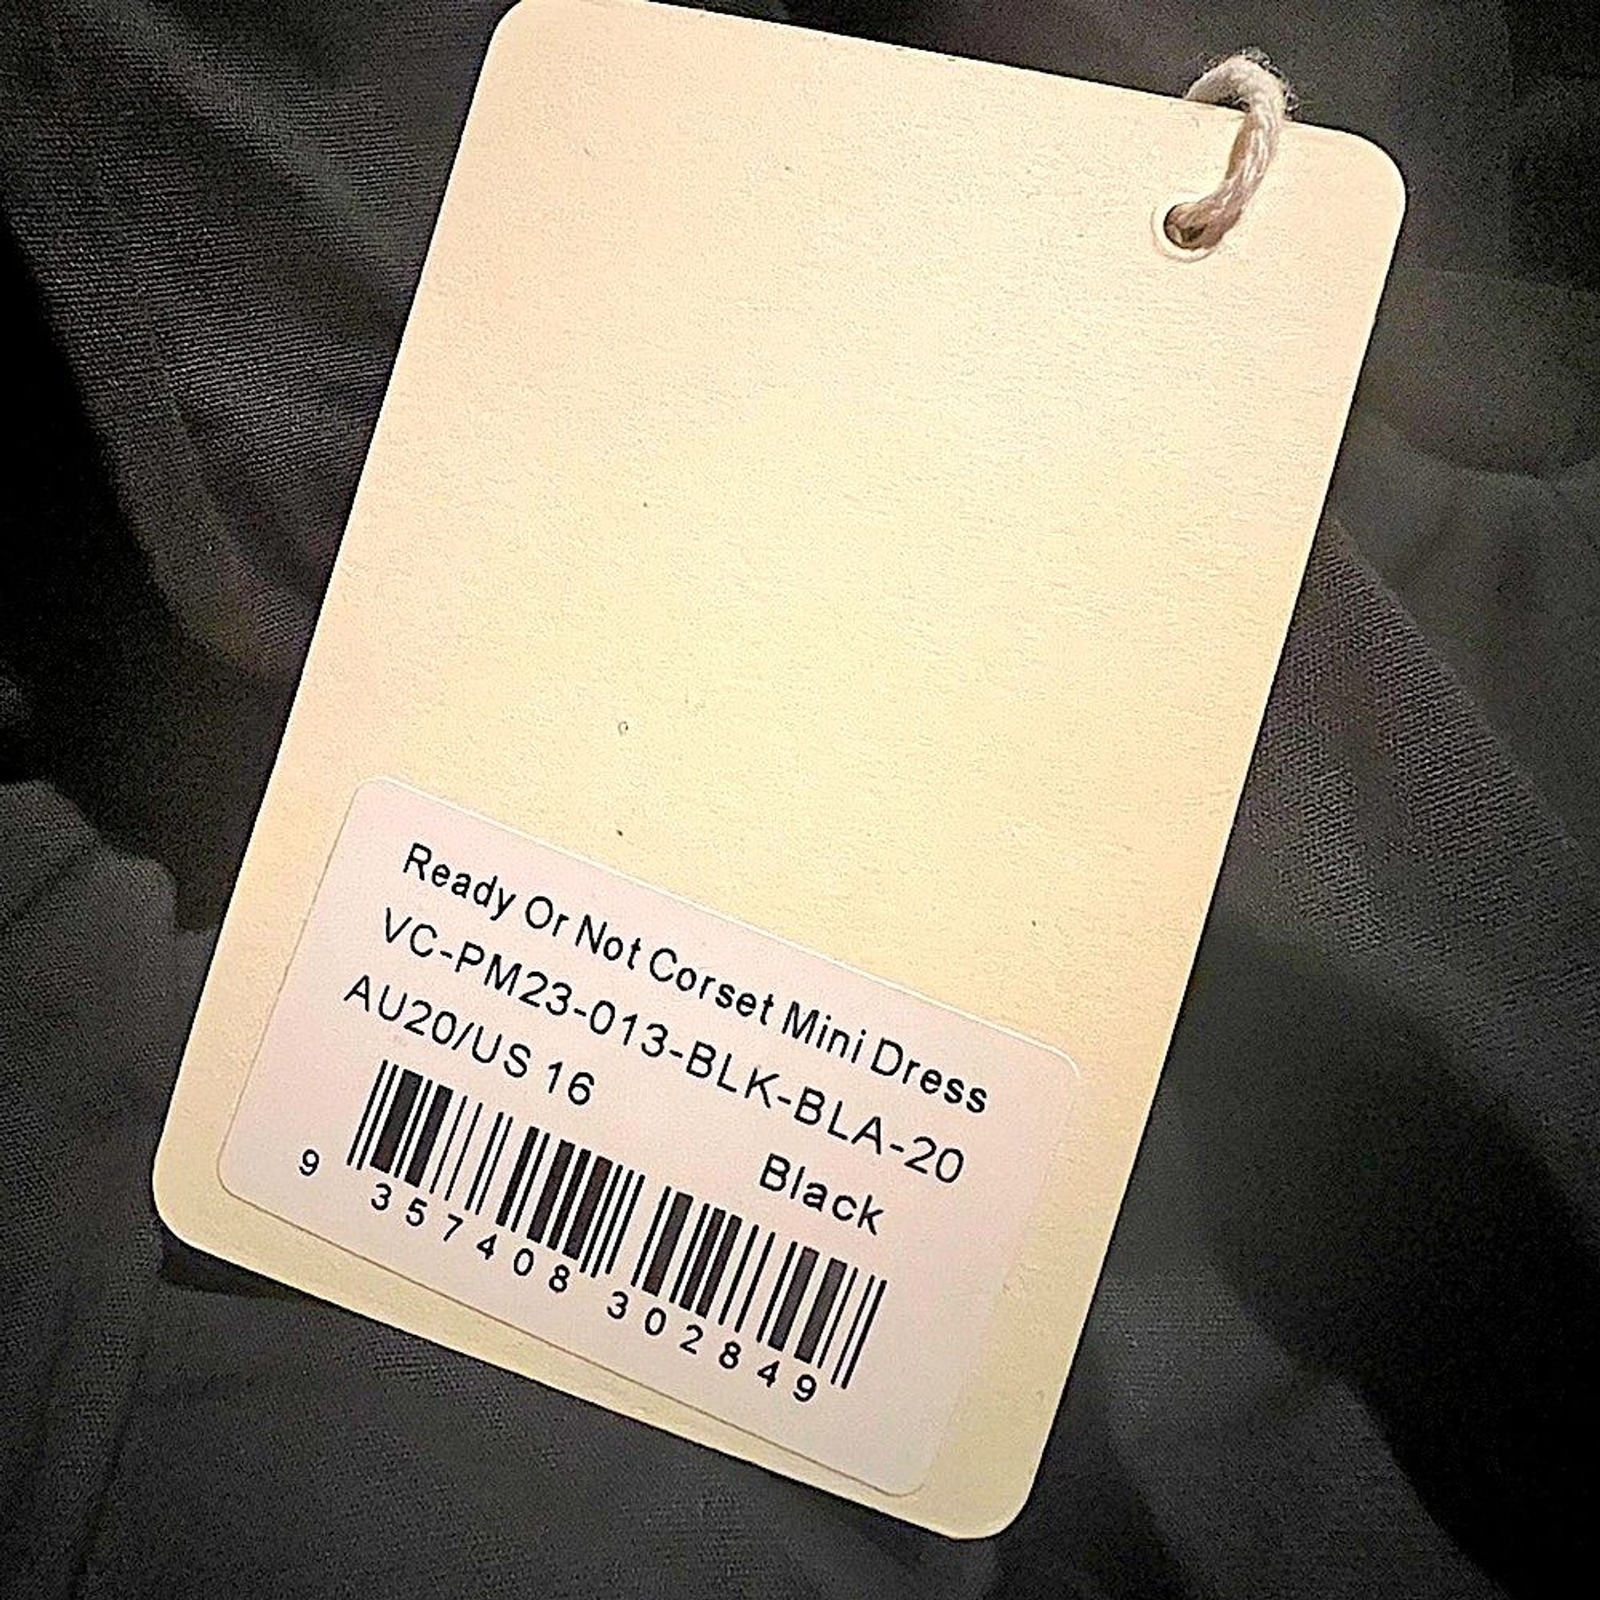 Ready Or Not Corset Mini Dress
VC-PM23-013-BLK-BLA-20
AU20/US 16
Black
9 357408 302849